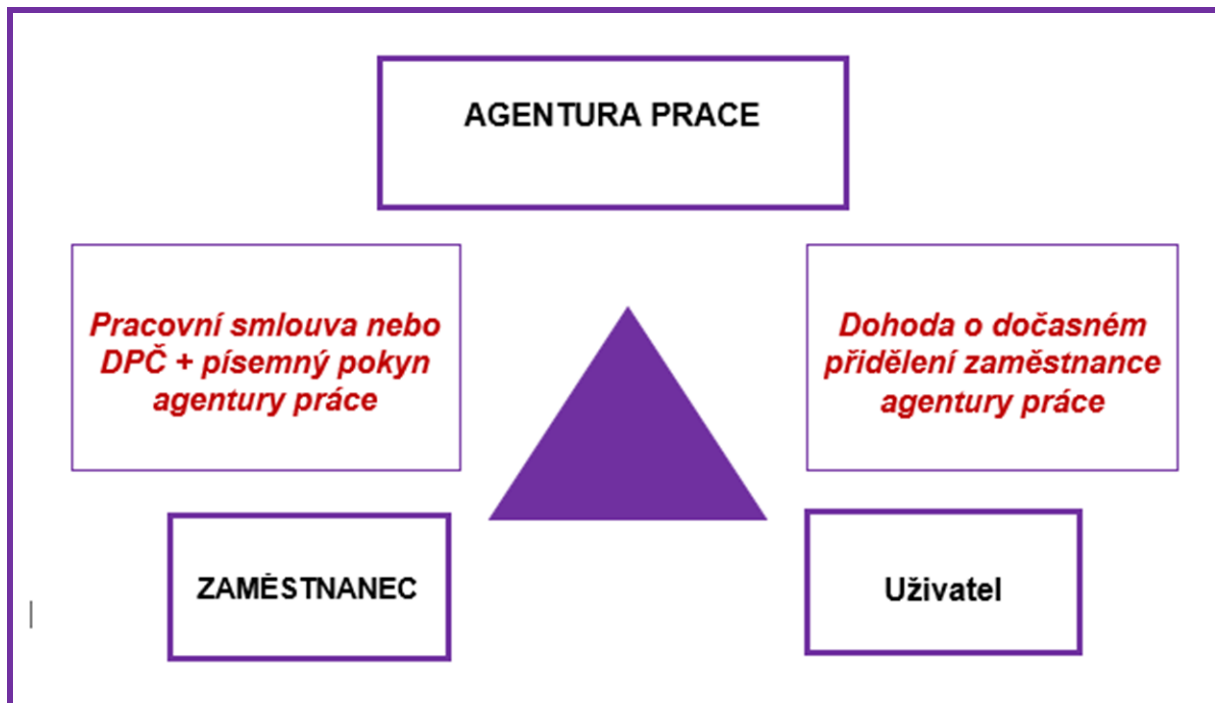 AGENTURA PRACE
Pracovní smlouva nebo
DPČ + písemný pokyn
agentury práce
Dohoda o dočasném
přidělení zaměstnance
agentury práce
ZAMĚSTNANEC
Uživatel